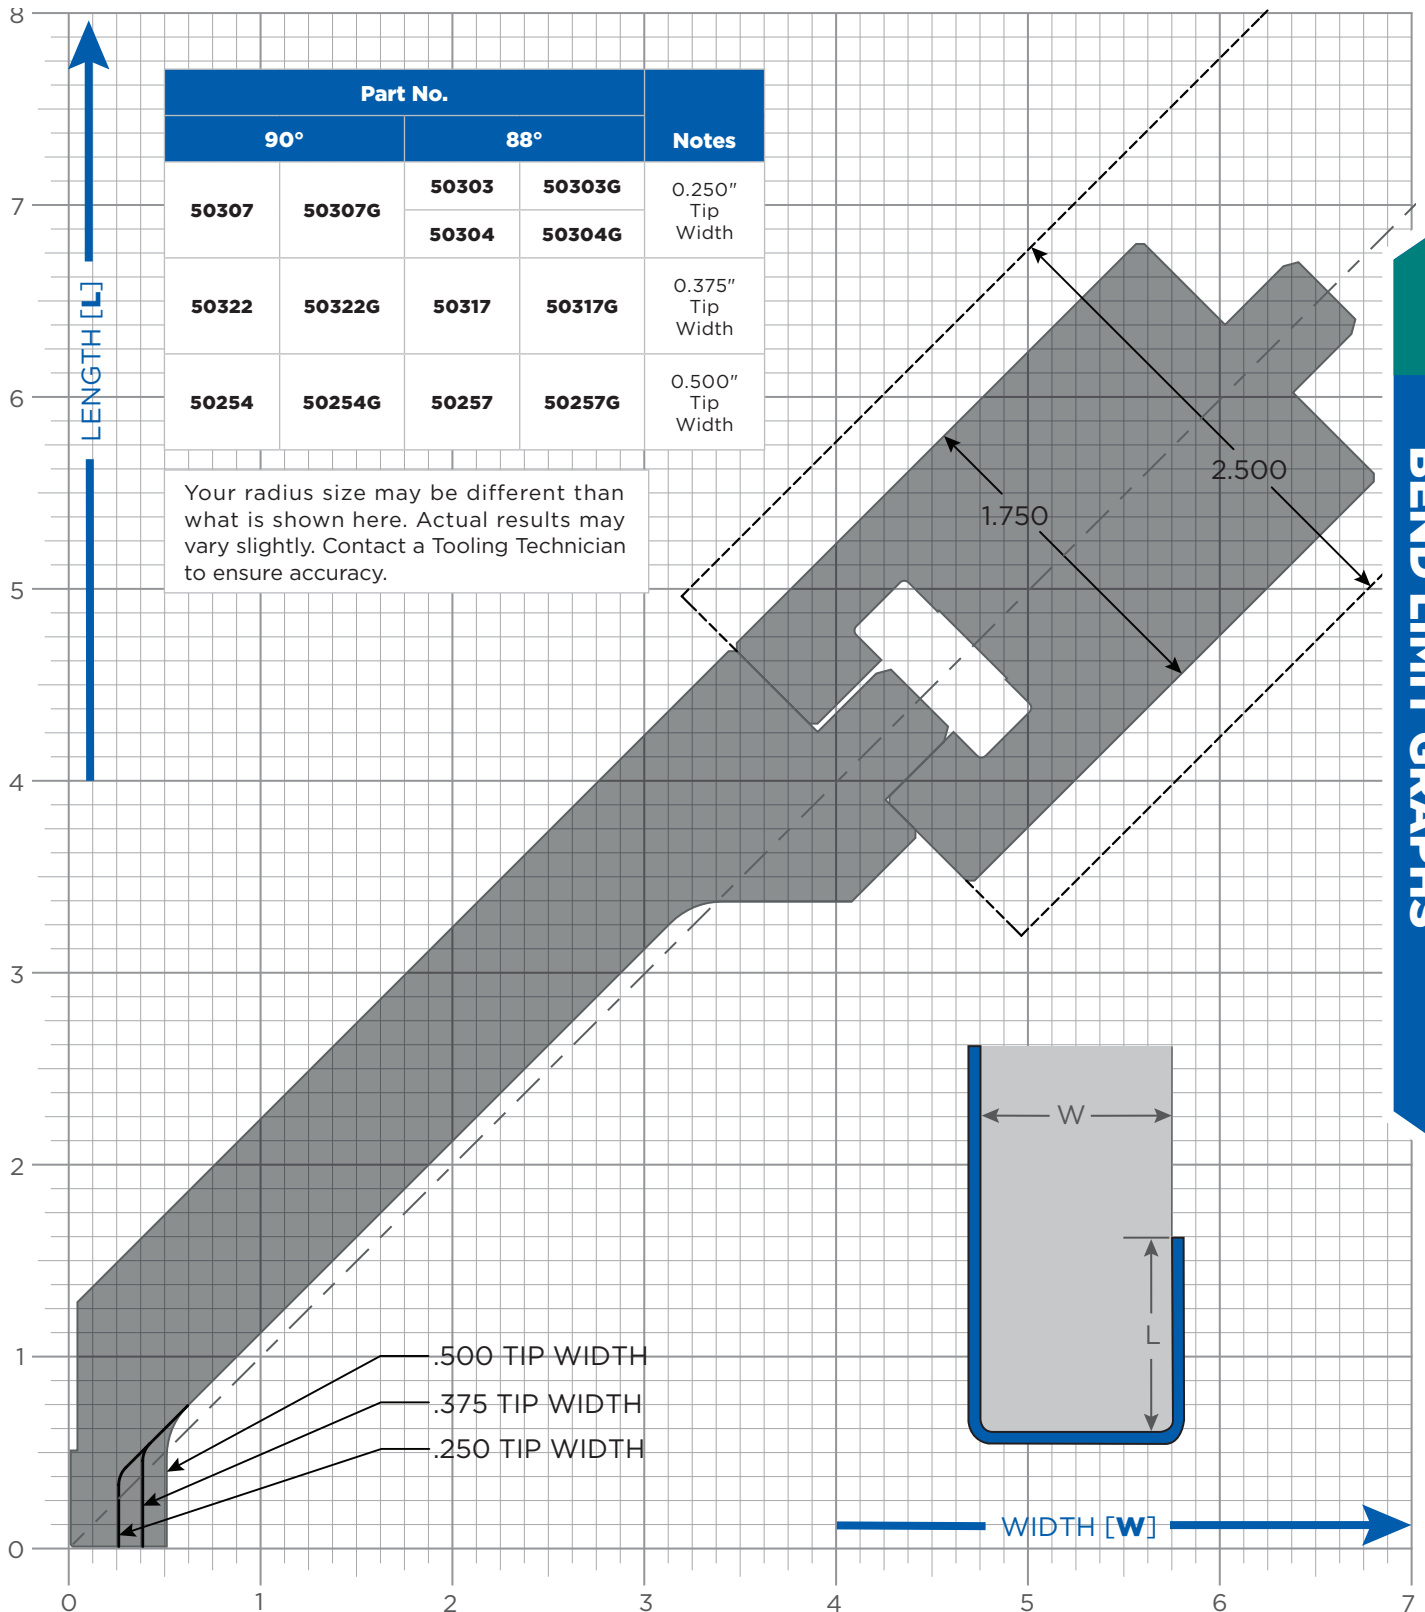 8
7
6
5
4
3
2
1
0
LENGTH [L]
Part No.
90° 88° Notes
50307 50307G 50303 50303G 0.250" Tip Width
50304 50304G
50322 50322G 50317 50317G 0.375" Tip Width
50254 50254G 50257 50257G 0.500" Tip Width
Your radius size may be different than
what is shown here. Actual results may
vary slightly. Contact a Tooling Technician
to ensure accuracy.
2.500
1.750
BEND LIMIT GRAPHS
W
L
.500 TIP WIDTH
.375 TIP WIDTH
.250 TIP WIDTH
WIDTH [W]
0 1 2 3 4 5 6 7